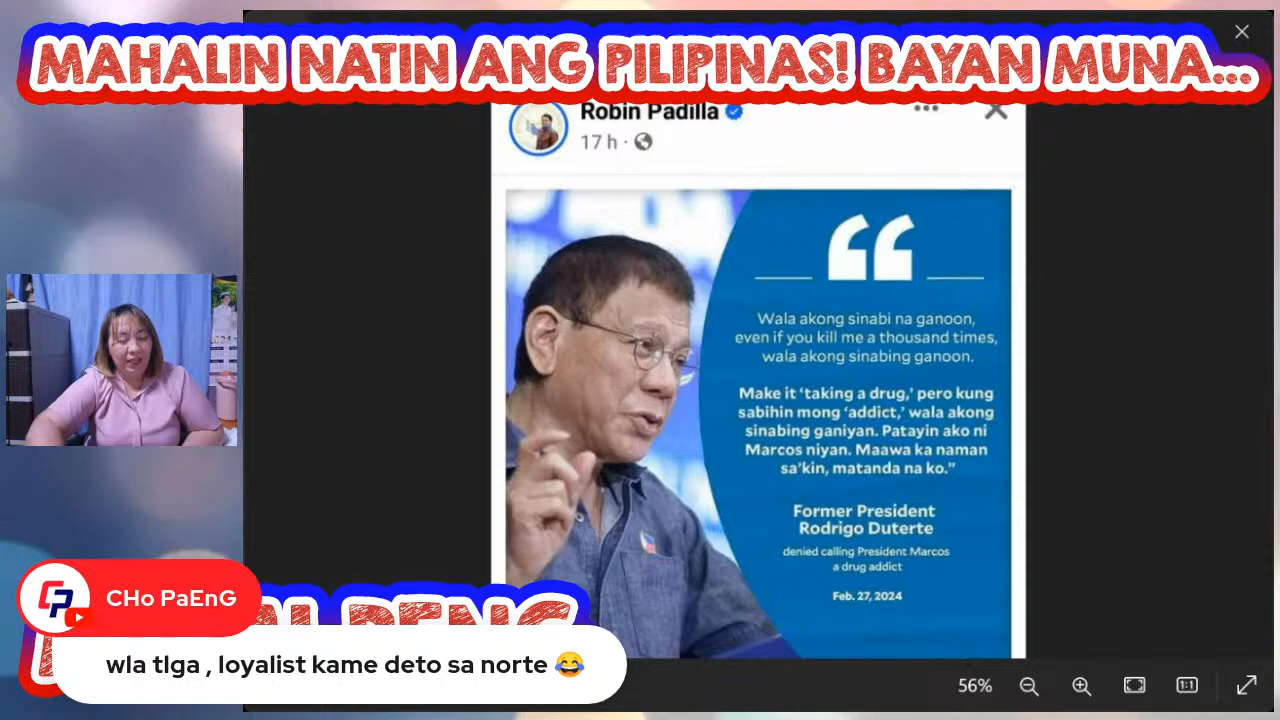 MAHALIN NATIN ANG PILIPINAS! BAYAN MUNA...
Robin Padilla
17 h
Wala akong sinabi na ganoon,
even if you kill me a thousand times,
wala akong sinabing ganoon.
Make it ‘taking a drug,’ pero kung
sabihin mong ‘addict,’ wala akong
sinabing ganiyan. Patayin ako ni
Marcos niyan. Maawa ka naman
sa’kin, matanda na ko.”
Former President
Rodrigo Duterte
denied calling President Marcos
a drug addict
Feb. 27, 2024
CHo PaEnG
wla tlga , loyalist kame deto sa norte 😂
56%
1:1